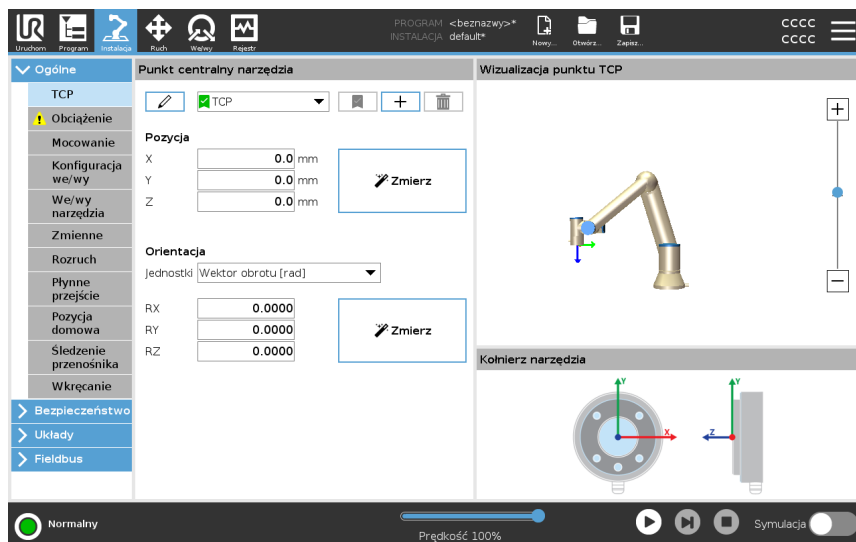 PROGRAM <beznazwy>*
INSTALACJA default*
CCCC
CCCC
Uruchom Program Instalacja Ruch We/wy Rejestr Nowy... Otwórz... Zapisz...
Ogólne
TCP
Obciążenie
Mocowanie
Konfiguracja
we/wy
We/wy
narzędzia
Zmienne
Rozruch
Płynne
przejście
Pozycja
domowa
Śledzenie
przenośnika
Wkręcanie
Bezpieczeństwo
Układy
Fieldbus
Punkt centralny narzędzia
TCP
Pozycja
X 0.0 mm
Y 0.0 mm
Z 0.0 mm
Zmierz
Orientacja
Jednostki Wektor obrotu [rad]
RX 0.0000
RY 0.0000
RZ 0.0000
Zmierz
Wizualizacja punktu TCP
Kołnierz narzędzia
Y
X
Y
Z
Normalny
Prędkość 100%
Symulacja